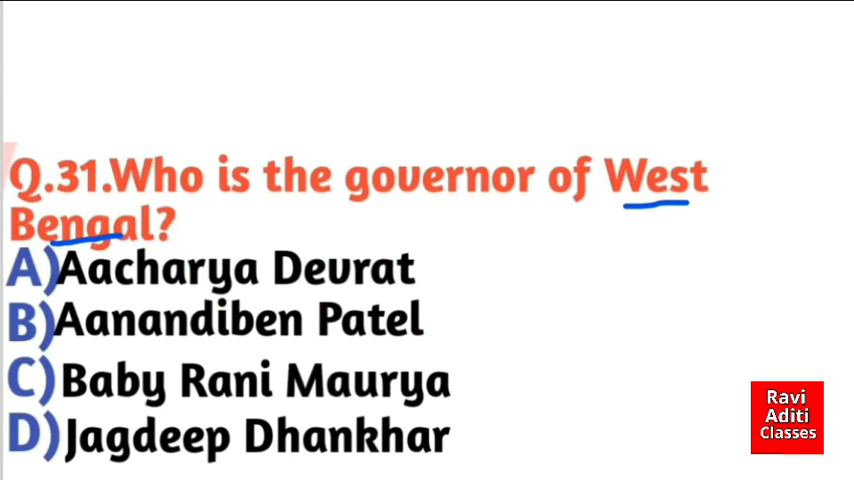 Q.31.Who is the governor of West
Bengal?
A)Aacharya Devrat
B)Aanandiben Patel
C)Baby Rani Maurya
D)Jagdeep Dhankhar
Ravi
Aditi
Classes